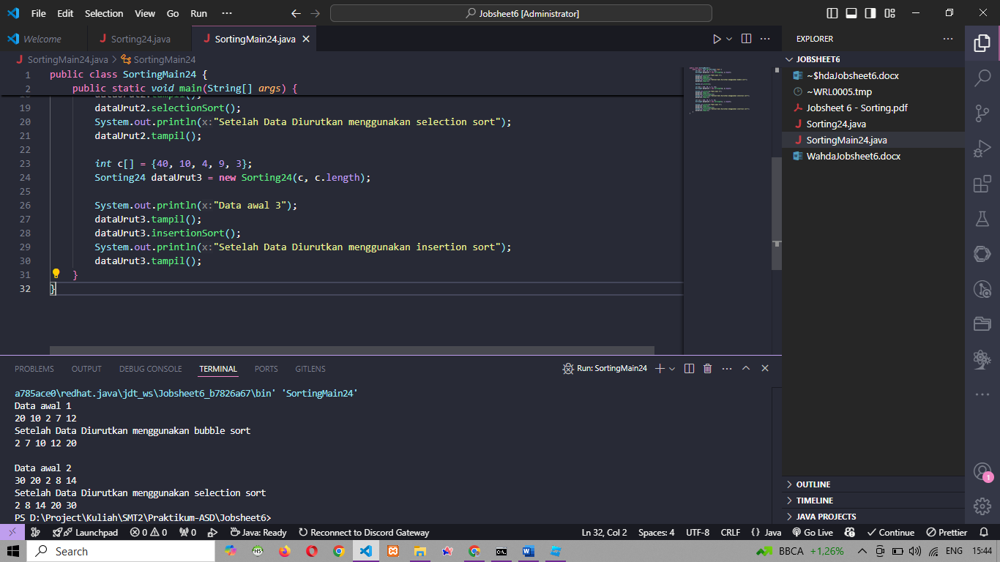 File Edit Selection View Go Run ··· Jobsheet6 [Administrator]
Welcome Sorting24.java SortingMain24.java
SortingMain24.java > SortingMain24
1 public class SortingMain24 {
2 public static void main(String[] args) {
dataUrut2.tampil();
19 dataUrut2.selectionSort();
20 System.out.println(x:"Setelah Data Diurutkan menggunakan selection sort");
21 dataUrut2.tampil();
22
23 int c[] = {40, 10, 4, 9, 3};
24 Sorting24 dataUrut3 = new Sorting24(c, c.length);
25
26 System.out.println(x:"Data awal 3");
27 dataUrut3.tampil();
28 dataUrut3.insertionSort();
29 System.out.println(x:"Setelah Data Diurutkan menggunakan insertion sort");
30 dataUrut3.tampil();
31 }
32 }
EXPLORER
JOBSHEET6
~$hdaJobsheet6.docx
~WRL0005.tmp
Jobsheet 6 - Sorting.pdf
Sorting24.java
SortingMain24.java
WahdaJobsheet6.docx
OUTLINE
TIMELINE
JAVA PROJECTS
1
PROBLEMS OUTPUT DEBUG CONSOLE TERMINAL PORTS GITLENS Run: SortingMain24
a785ace0\redhat.java\jdt_ws\Jobsheet6_b7826a67\bin' 'SortingMain24'
Data awal 1
20 10 2 7 12
Setelah Data Diurutkan menggunakan bubble sort
2 7 10 12 20
Data awal 2
30 20 2 8 14
Setelah Data Diurutkan menggunakan selection sort
2 8 14 20 30
PS D:\Project\Kuliah\SMT2\Praktikum-ASD\Jobsheet6>
Launchpad 0 0 0 Java: Ready Reconnect to Discord Gateway Ln 32, Col 2 Spaces: 4 UTF-8 CRLF {} Java Go Live Continue Prettier
Search BBCA +1,26% ENG 15:44